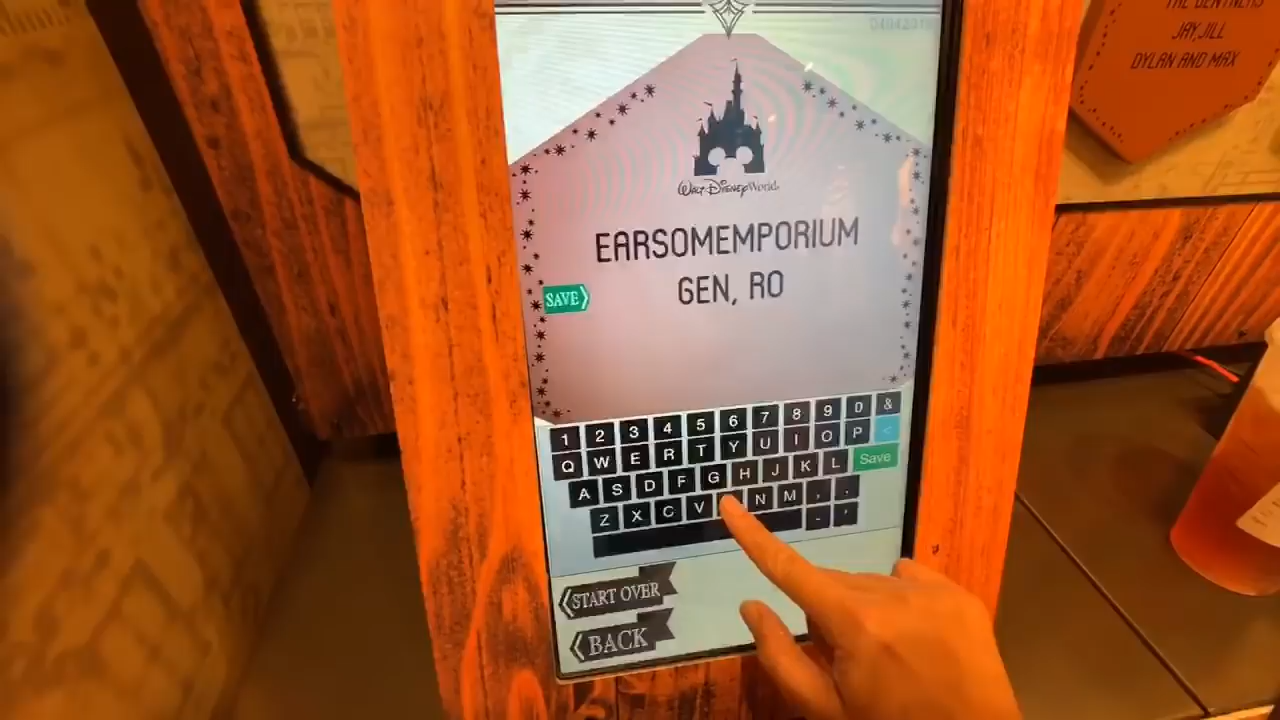 THE GENTNERS
JAY,JILL
DYLAN AND MAX
WALT DISNEY World
EARSOMEMPORIUM
GEN, RO
SAVE
1 2 3 4 5 6 7 8 9 0 &
Q W E R T Y U I O P <
A S D F G H J K L Save
Z X C V N M , .
- '
START OVER
BACK